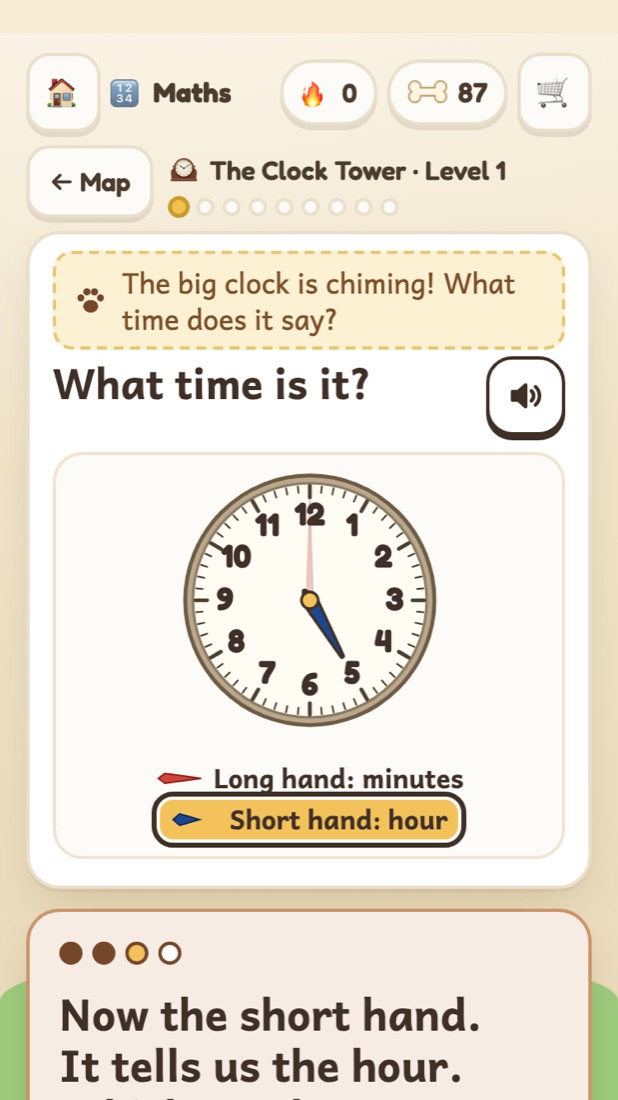 Maths
0
87
← Map
The Clock Tower · Level 1
The big clock is chiming! What
time does it say?
What time is it?
12
1
2
3
4
5
6
7
8
9
10
11
Long hand: minutes
Short hand: hour
Now the short hand.
It tells us the hour.